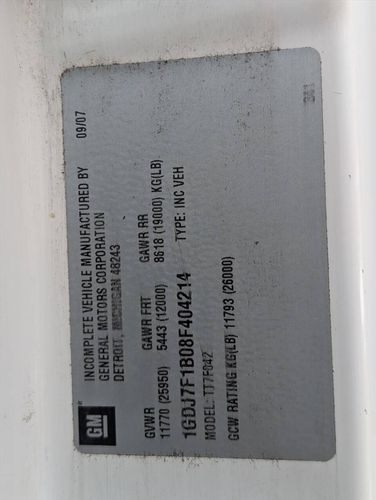 GM
INCOMPLETE VEHICLE MANUFACTURED BY
GENERAL MOTORS CORPORATION
DETROIT, MICHIGAN 48243
09/07
GVWR GAWR FRT GAWR RR
11770 (25950) 5443 (12000) 8618 (19000) KG(LB)
1GDJ7F1B08F404214 TYPE: INC VEH
MODEL: TT7F042
GCW RATING KG(LB) 11793 (26000)